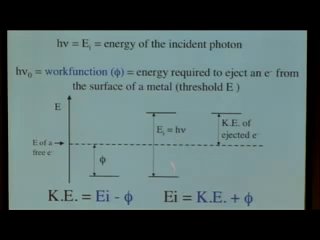 hν = Eᵢ = energy of the incident photon
hν₀ = workfunction (ϕ) = energy required to eject an e⁻ from
the surface of a metal (threshold E )
E
K.E. of
ejected e⁻
Eᵢ = hν
E of a
free e⁻
ϕ
K.E. = Ei - ϕ Ei = K.E. + ϕ